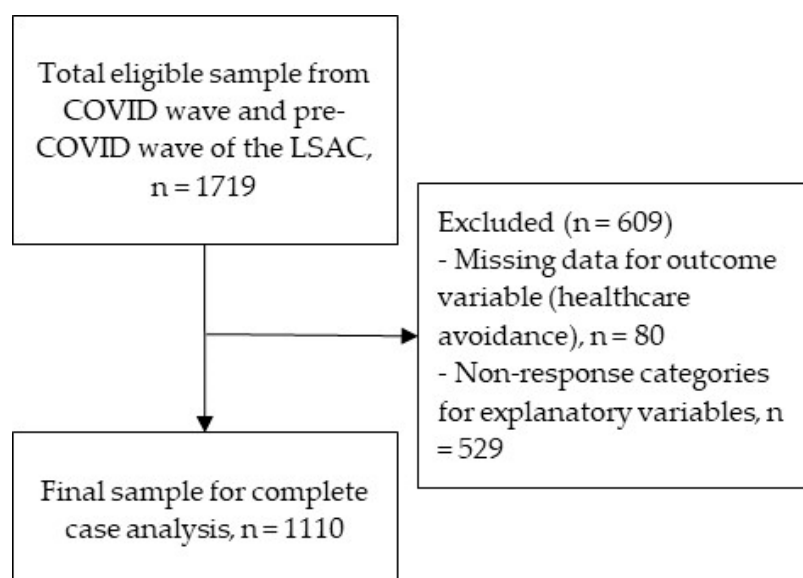 Total eligible sample from
COVID wave and pre-
COVID wave of the LSAC,
n = 1719
Excluded (n = 609)
- Missing data for outcome
variable (healthcare
avoidance), n = 80
- Non-response categories
for explanatory variables, n
= 529
Final sample for complete
case analysis, n = 1110